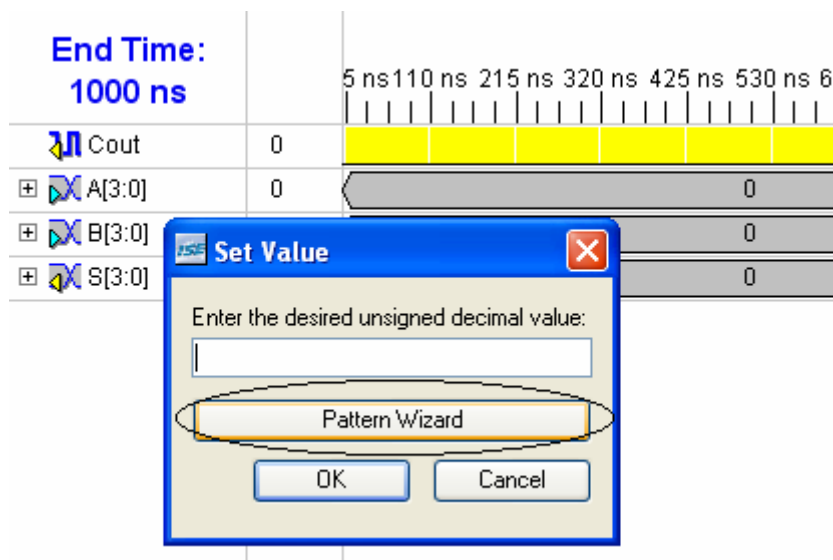 End Time:
1000 ns
5 ns 110 ns 215 ns 320 ns 425 ns 530 ns 6
Cout 0
A[3:0] 0 0
B[3:0] 0
S[3:0] 0
ISE Set Value
Enter the desired unsigned decimal value:
Pattern Wizard
OK Cancel